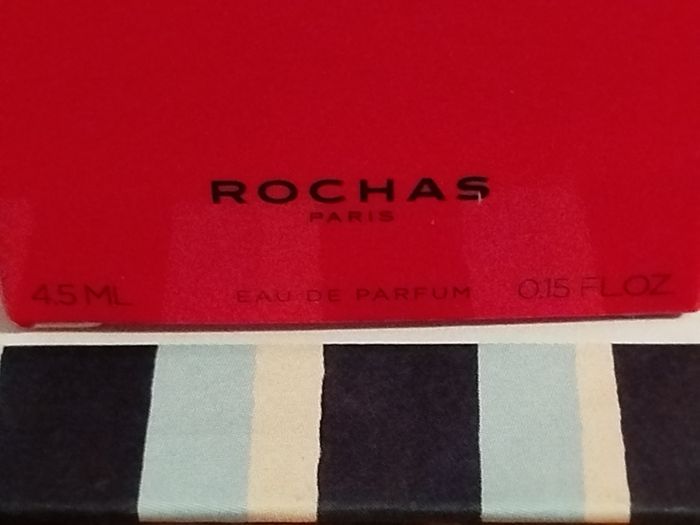 ROCHAS
PARIS
4.5 ML EAU DE PARFUM 0.15 FL.OZ